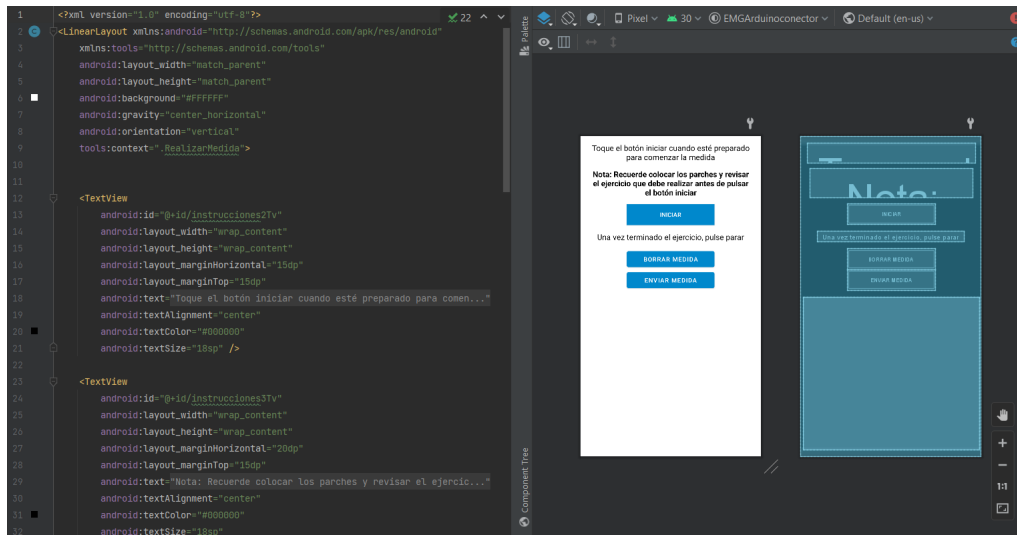 1 <?xml version="1.0" encoding="utf-8"?>
22
2 <LinearLayout xmlns:android="http://schemas.android.com/apk/res/android"
3 xmlns:tools="http://schemas.android.com/tools"
4 android:layout_width="match_parent"
5 android:layout_height="match_parent"
6 android:background="#FFFFFF"
7 android:gravity="center_horizontal"
8 android:orientation="vertical"
9 tools:context=".RealizarMedida">
10
11
12 <TextView
13 android:id="@+id/instrucciones2Tv"
14 android:layout_width="wrap_content"
15 android:layout_height="wrap_content"
16 android:layout_marginHorizontal="15dp"
17 android:layout_marginTop="15dp"
18 android:text="Toque el botón iniciar cuando esté preparado para comen..."
19 android:textAlignment="center"
20 android:textColor="#000000"
21 android:textSize="18sp" />
22
23 <TextView
24 android:id="@+id/instrucciones3Tv"
25 android:layout_width="wrap_content"
26 android:layout_height="wrap_content"
27 android:layout_marginHorizontal="20dp"
28 android:layout_marginTop="15dp"
29 android:text="Nota: Recuerde colocar los parches y revisar el ejercic..."
30 android:textAlignment="center"
31 android:textColor="#000000"
32 android:textSize="18sp"
Palette
Component Tree
Pixel
30
EMGArduinoconector
Default (en-us)
Toque el botón iniciar cuando esté preparado
para comenzar la medida
Nota: Recuerde colocar los parches y revisar
el ejercicio que debe realizar antes de pulsar
el botón iniciar
INICIAR
Una vez terminado el ejercicio, pulse parar
BORRAR MEDIDA
ENVIAR MEDIDA
Nota:
INICIAR
Una vez terminado el ejercicio, pulse parar
BORRAR MEDIDA
ENVIAR MEDIDA
1:1